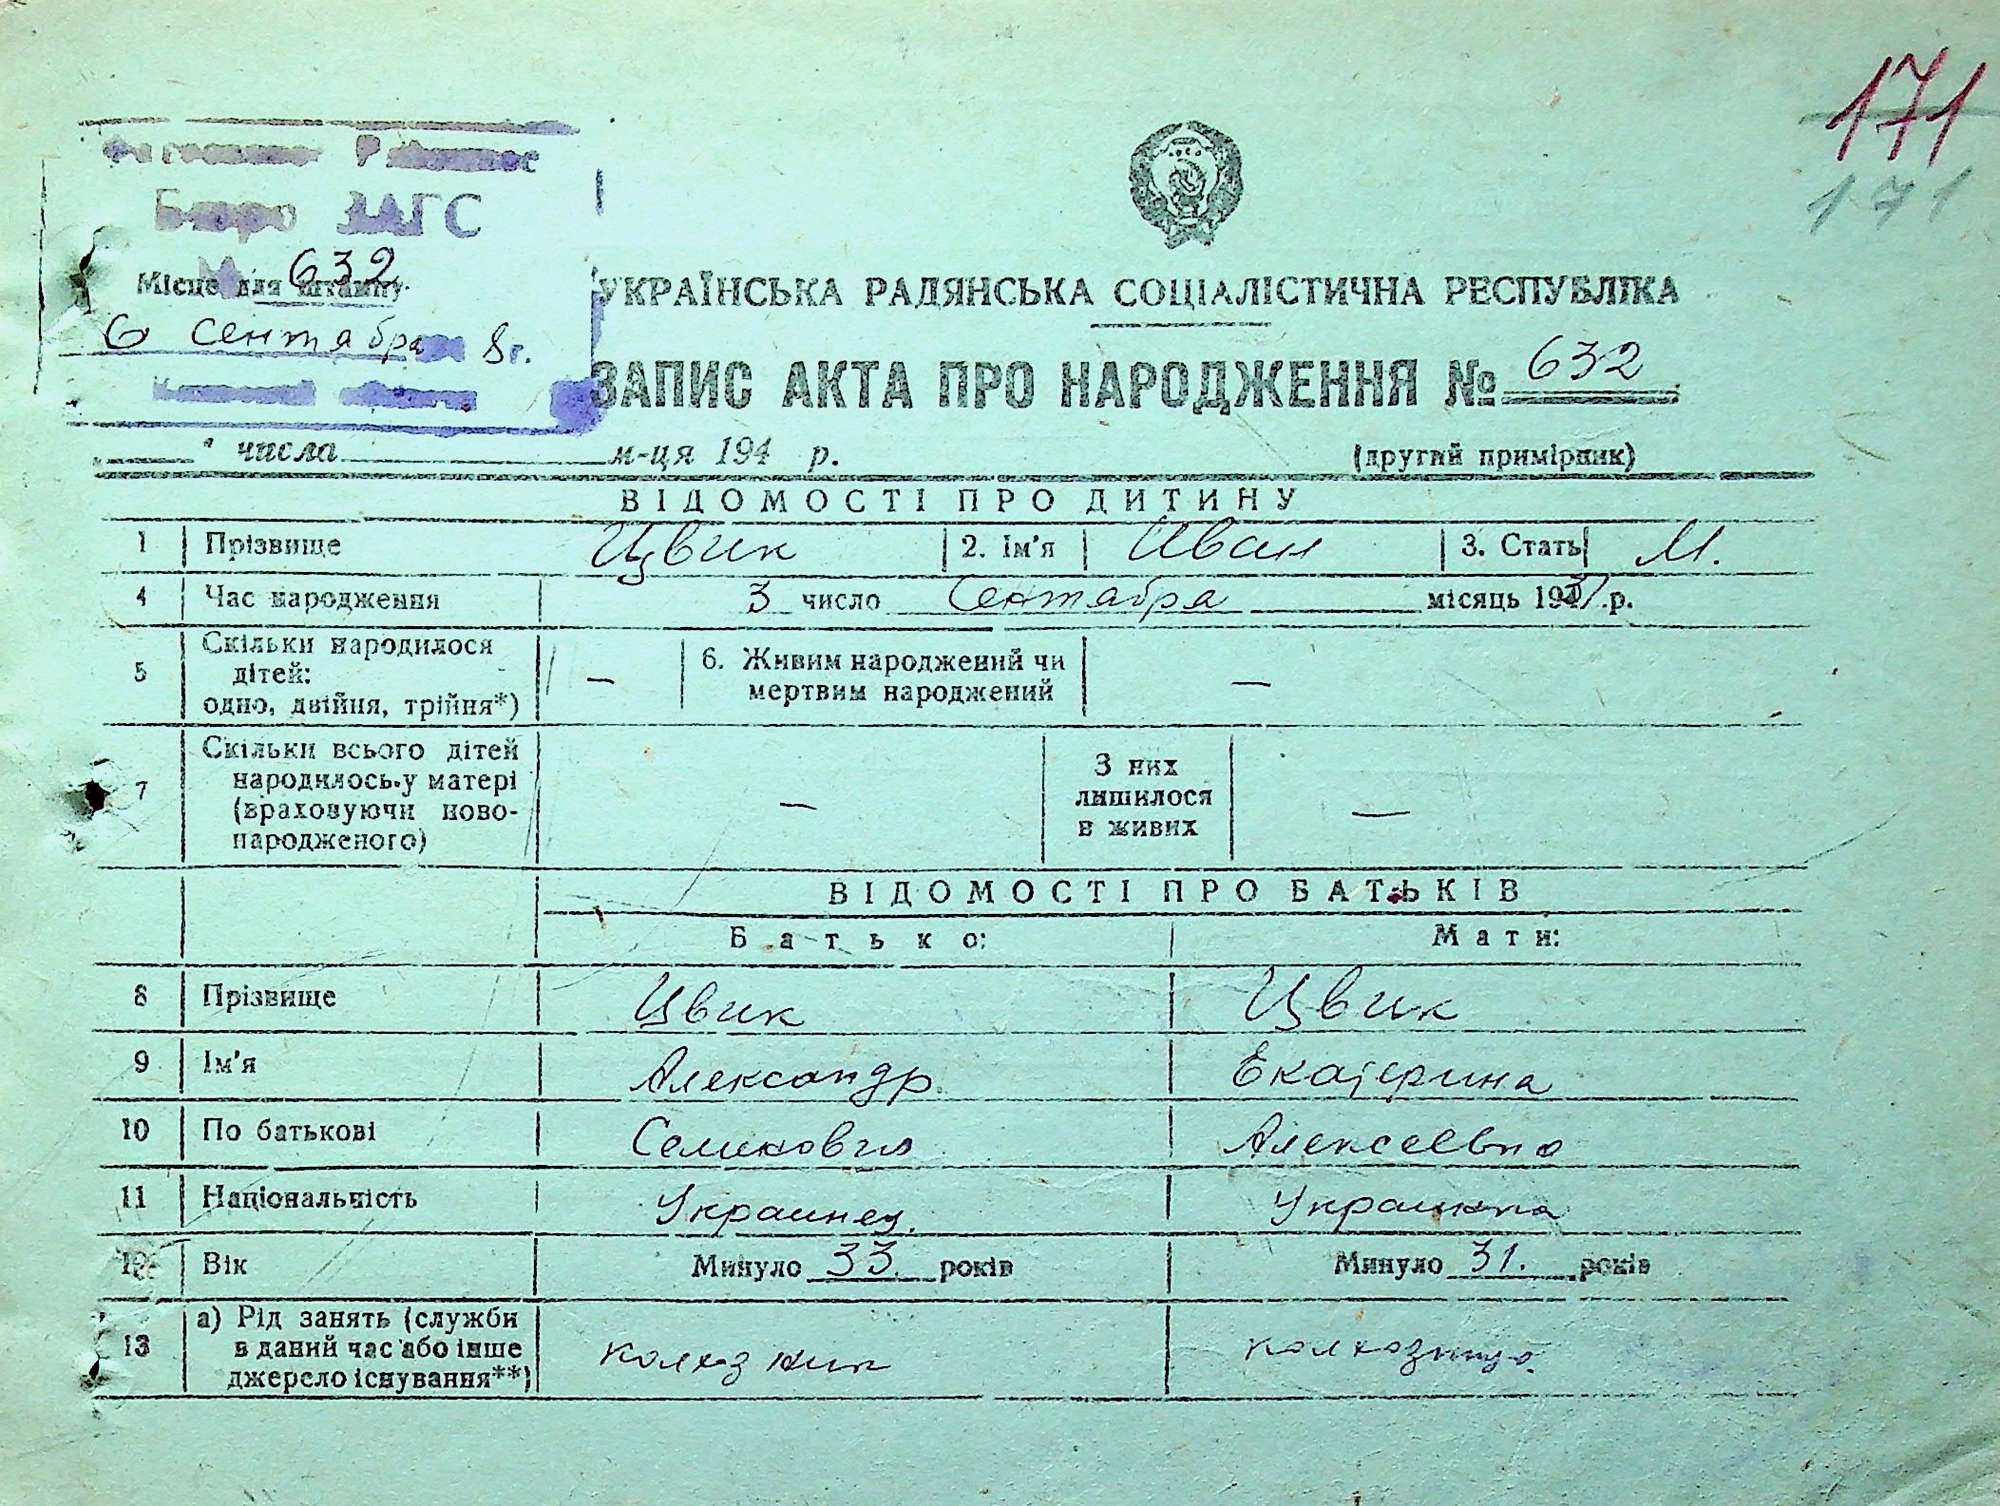 171
171
Бюро ЗАГС
632
Місце для штампу
6 Сентября 8г.
УКРАЇНСЬКА РАДЯНСЬКА СОЦІАЛІСТИЧНА РЕСПУБЛІКА
ЗАПИС АКТА ПРО НАРОДЖЕННЯ № 632
" числа м-ця 194 р.
(другий примірник)
ВІДОМОСТІ ПРО ДИТИНУ
1 Прізвище Цвик 2. Ім'я Иван 3. Стать М.
4 Час народження 3 число Сентября місяць 193 р.
5 Скільки народилося дітей: одно, двійня, трійня*) — 6. Живим народжений чи мертвим народжений —
7 Скільки всього дітей народилось у матері (враховуючи новонародженого) — З них лишилося в живих —
ВІДОМОСТІ ПРО БАТЬКІВ
Батько: Мати:
8 Прізвище Цвик Цвик
9 Ім'я Александр Екатерина
10 По батькові Алексеевна
11 Національність Украинец. Украинка
12 Вік Минуло 33 років Минуло 31. років
13 а) Рід занять (служби в даний час або інше джерело існування**) колхозник колхозница